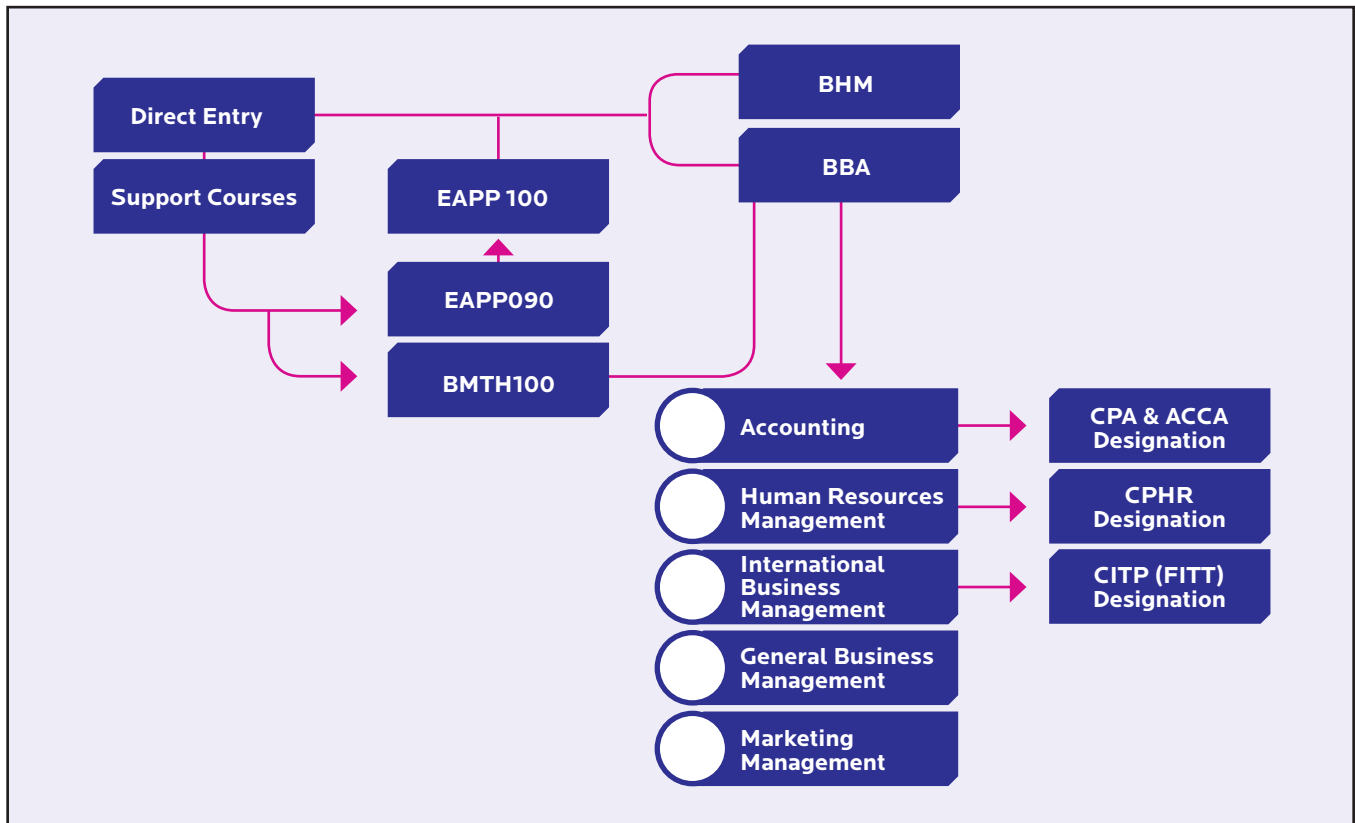 Direct Entry
Support Courses
EAPP 100
EAPP090
BMTH100
BHM
BBA
Accounting
CPA & ACCA
Designation
Human Resources
Management
CPHR
Designation
International
Business
Management
CITP (FITT)
Designation
General Business
Management
Marketing
Management